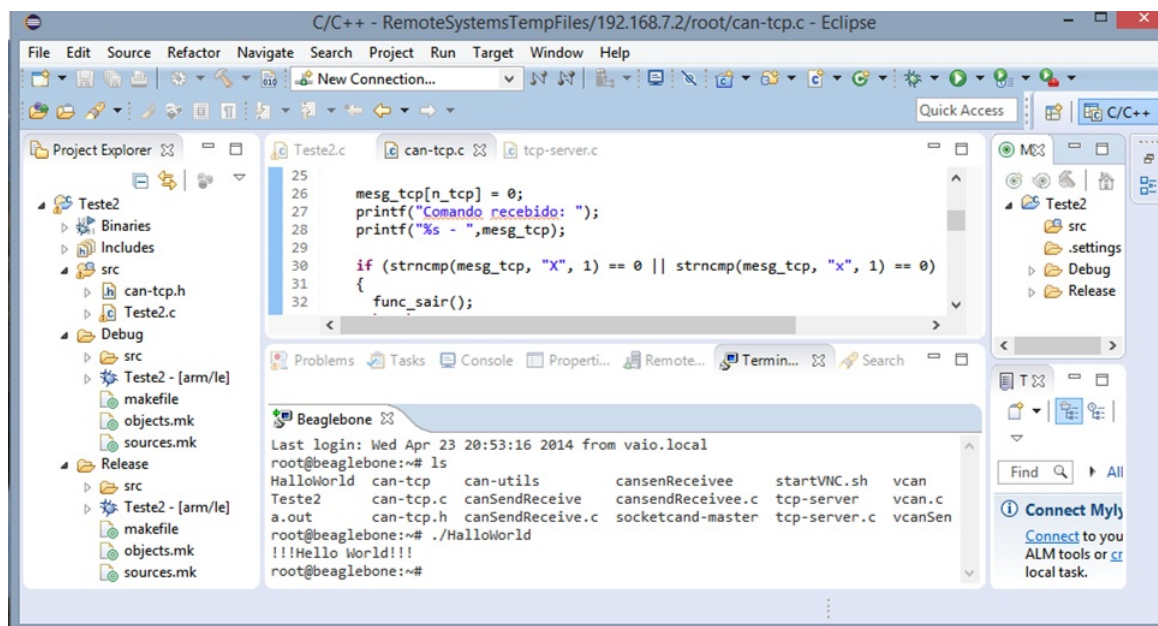 C/C++ - RemoteSystemsTempFiles/192.168.7.2/root/can-tcp.c - Eclipse
File Edit Source Refactor Navigate Search Project Run Target Window Help
010 New Connection...
Quick Access C/C++
Project Explorer
Teste2
Binaries
Includes
src
can-tcp.h
Teste2.c
Debug
src
Teste2 - [arm/le]
makefile
objects.mk
sources.mk
Release
src
Teste2 - [arm/le]
makefile
objects.mk
sources.mk
Teste2.c can-tcp.c tcp-server.c
25
26 mesg_tcp[n_tcp] = 0;
27 printf("Comando recebido: ");
28 printf("%s - ",mesg_tcp);
29
30 if (strncmp(mesg_tcp, "X", 1) == 0 || strncmp(mesg_tcp, "x", 1) == 0)
31 {
32 func_sair();
Problems Tasks Console Properti... Remote... Termin... Search
Beaglebone
Last login: Wed Apr 23 20:53:16 2014 from vaio.local
root@beaglebone:~# ls
HalloWorld can-tcp can-utils cansenReceivee startVNC.sh vcan
Teste2 can-tcp.c canSendReceive cansendReceivee.c tcp-server vcan.c
a.out can-tcp.h canSendReceive.c socketcand-master tcp-server.c vcanSen
root@beaglebone:~# ./HalloWorld
!!!Hello World!!!
root@beaglebone:~#
Teste2
src
.settings
Debug
Release
T
Find All
Connect Myly
Connect to you
ALM tools or cr
local task.